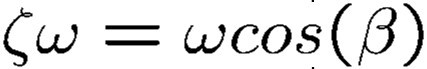 ζω = ωcos(β)